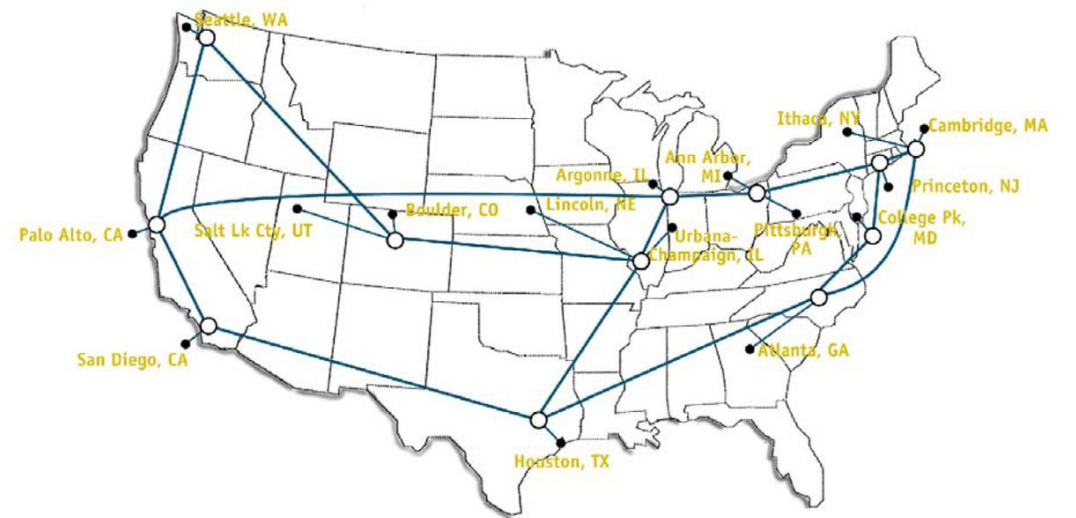 Seattle, WA
Ithaca, NY
Cambridge, MA
Ann Arbor,
MI
Argonne, IL
Princeton, NJ
Boulder, CO
Lincoln, NE
College Pk,
MD
Palo Alto, CA
Salt Lk Cty, UT
Urbana-
Champaign, IL
Pittsburgh,
PA
San Diego, CA
Atlanta, GA
Houston, TX